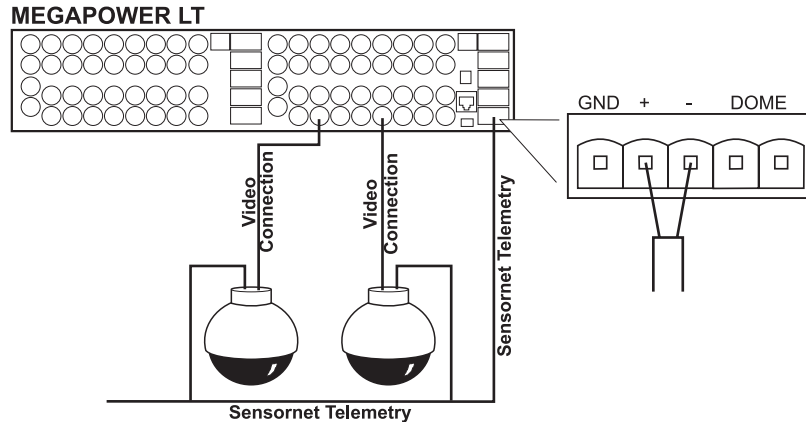 MEGAPOWER LT
GND + - DOME
Video
Connection
Video
Connection
Sensornet Telemetry
Sensornet Telemetry